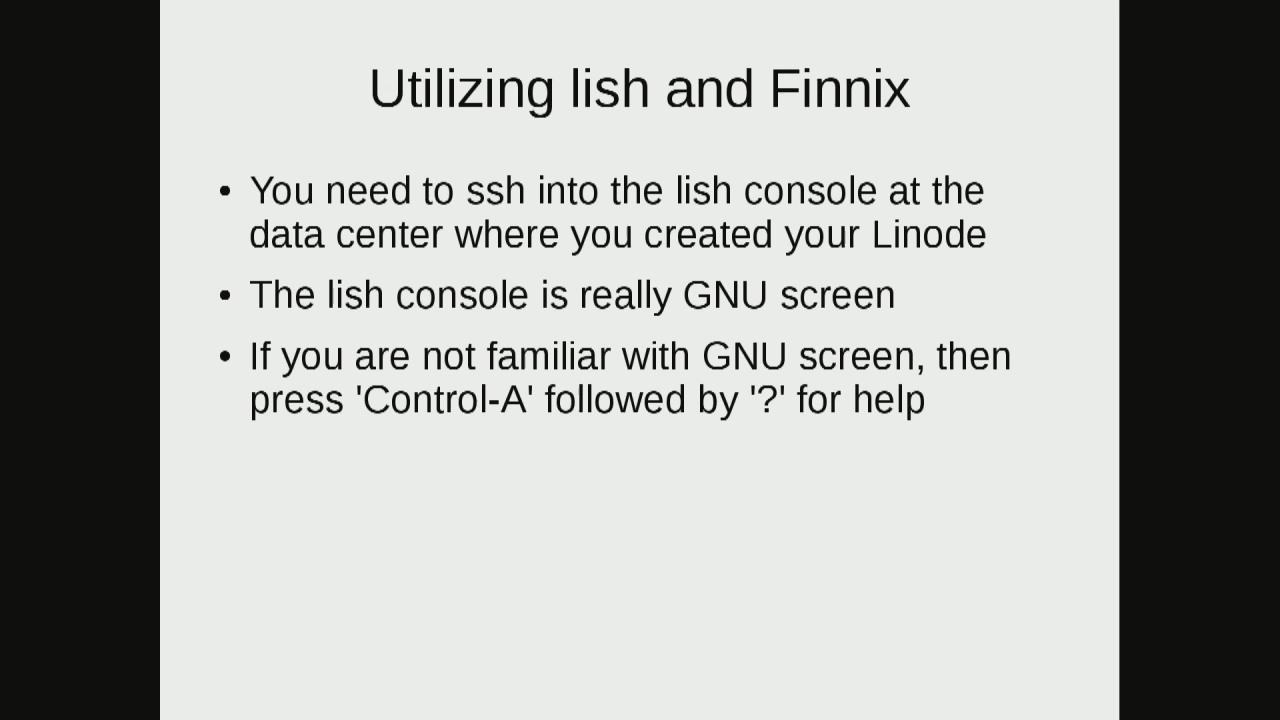 Utilizing lish and Finnix
• You need to ssh into the lish console at the
data center where you created your Linode
• The lish console is really GNU screen
• If you are not familiar with GNU screen, then
press 'Control-A' followed by '?' for help